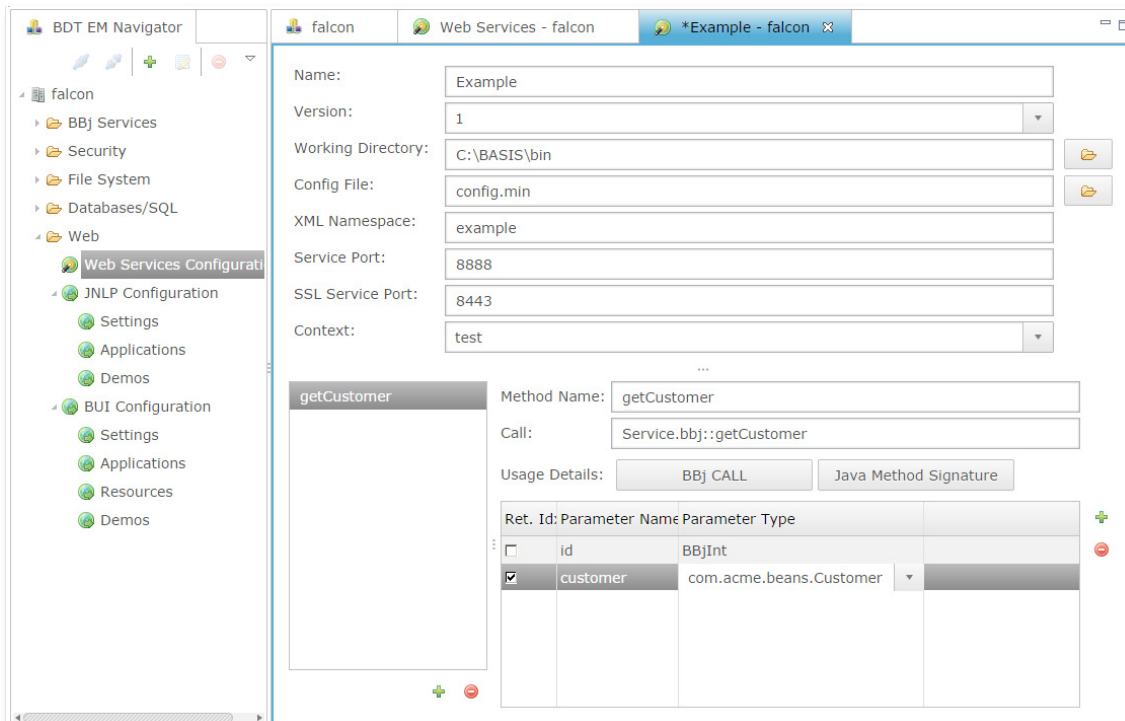 BDT EM Navigator
falcon
BBj Services
Security
File System
Databases/SQL
Web
Web Services Configurati
JNLP Configuration
Settings
Applications
Demos
BUI Configuration
Settings
Applications
Resources
Demos
falcon
Web Services - falcon
*Example - falcon
Name: Example
Version: 1
Working Directory: C:\BASIS\bin
Config File: config.min
XML Namespace: example
Service Port: 8888
SSL Service Port: 8443
Context: test
...
getCustomer
Method Name: getCustomer
Call: Service.bbj::getCustomer
Usage Details: BBj CALL Java Method Signature
Ret. Id: Parameter Name Parameter Type
id BBjInt
customer com.acme.beans.Customer